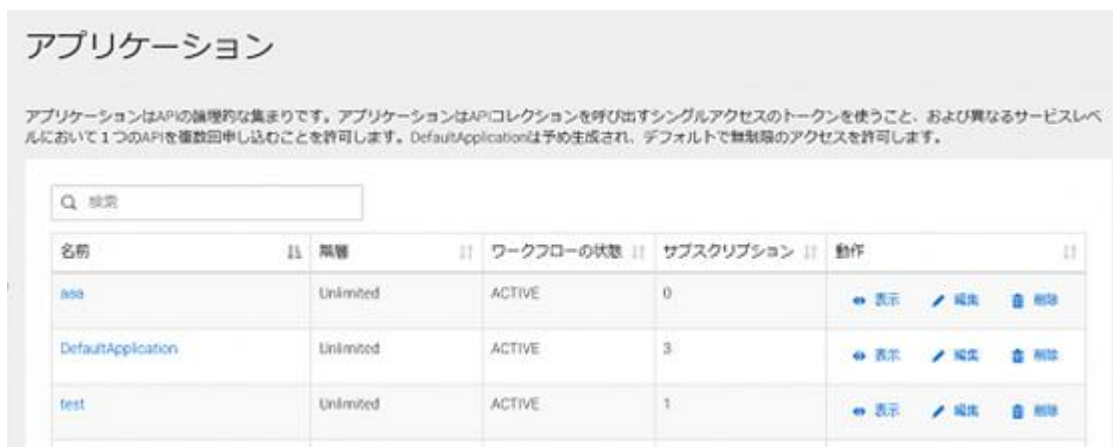 アプリケーション
アプリケーションはAPIの論理的な集まりです。アプリケーションはAPIコレクションを呼び出すシングルアクセスのトークンを使うこと、および異なるサービスレベ
ルにおいて1つのAPIを複数回申し込むことを許可します。DefaultApplicationは予め生成され、デフォルトで無制限のアクセスを許可します。
検索
名前 階層 ワークフローの状態 サブスクリプション 動作
aaa Unlimited ACTIVE 0 表示 編集 削除
DefaultApplication Unlimited ACTIVE 3 表示 編集 削除
test Unlimited ACTIVE 1 表示 編集 削除